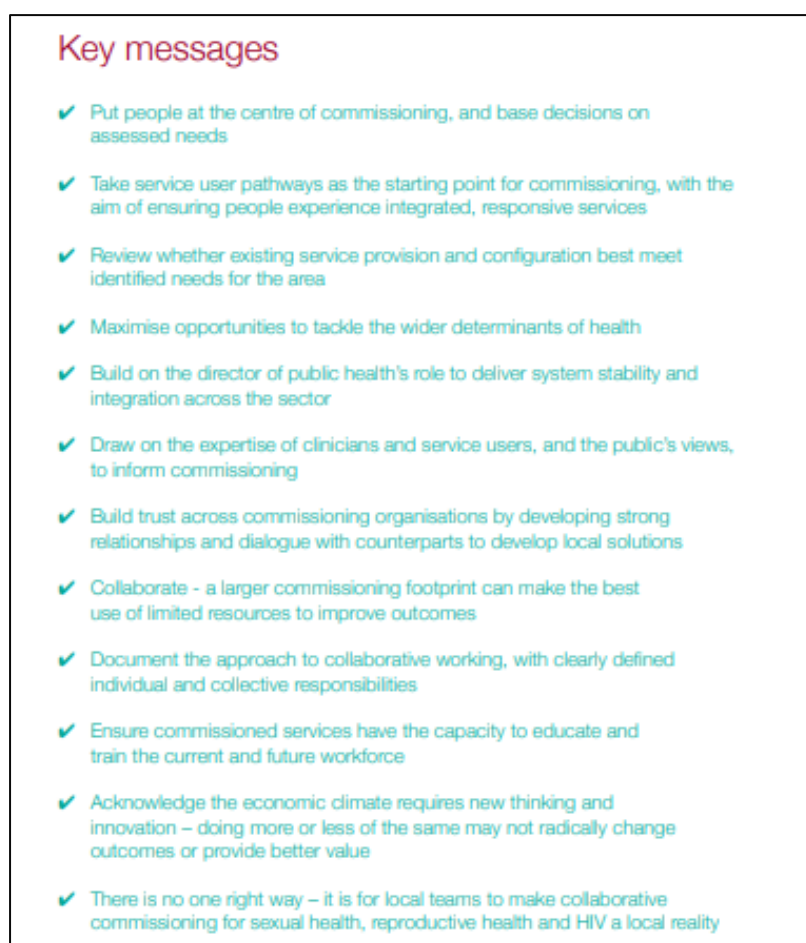 Key messages
✔ Put people at the centre of commissioning, and base decisions on
assessed needs
✔ Take service user pathways as the starting point for commissioning, with the
aim of ensuring people experience integrated, responsive services
✔ Review whether existing service provision and configuration best meet
identified needs for the area
✔ Maximise opportunities to tackle the wider determinants of health
✔ Build on the director of public health's role to deliver system stability and
integration across the sector
✔ Draw on the expertise of clinicians and service users, and the public's views,
to inform commissioning
✔ Build trust across commissioning organisations by developing strong
relationships and dialogue with counterparts to develop local solutions
✔ Collaborate - a larger commissioning footprint can make the best
use of limited resources to improve outcomes
✔ Document the approach to collaborative working, with clearly defined
individual and collective responsibilities
✔ Ensure commissioned services have the capacity to educate and
train the current and future workforce
✔ Acknowledge the economic climate requires new thinking and
innovation – doing more or less of the same may not radically change
outcomes or provide better value
✔ There is no one right way – it is for local teams to make collaborative
commissioning for sexual health, reproductive health and HIV a local reality